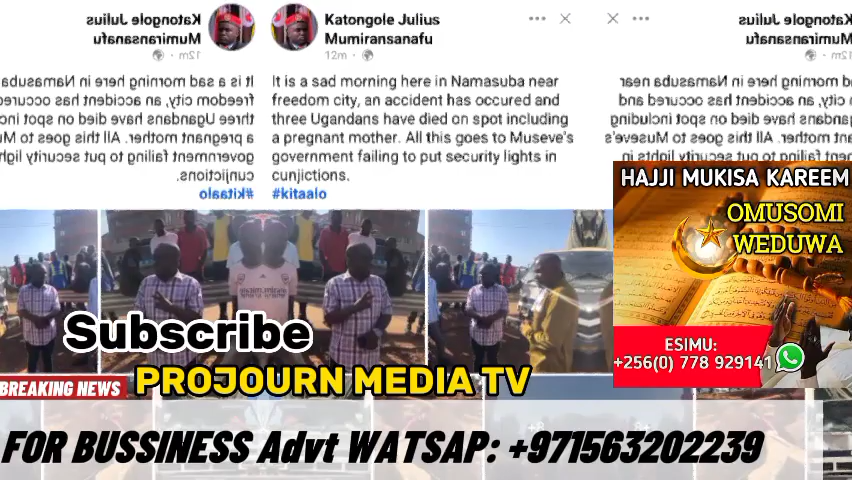 Katongole Julius
Mumiransanafu
12m
It is a sad morning here in Namasuba near
freedom city, an accident has occured and
three Ugandans have died on spot including
a pregnant mother. All this goes to Museve's
government failing to put security lights in
cunjictions.
#kitaalo
HAJJI MUKISA KAREEM
OMUSOMI
WEDUWA
ESIMU:
+256(0) 778 929141
Subscribe
BREAKING NEWS
PROJOURN MEDIA TV
FOR BUSSINESS Advt WATSAP: +971563202239